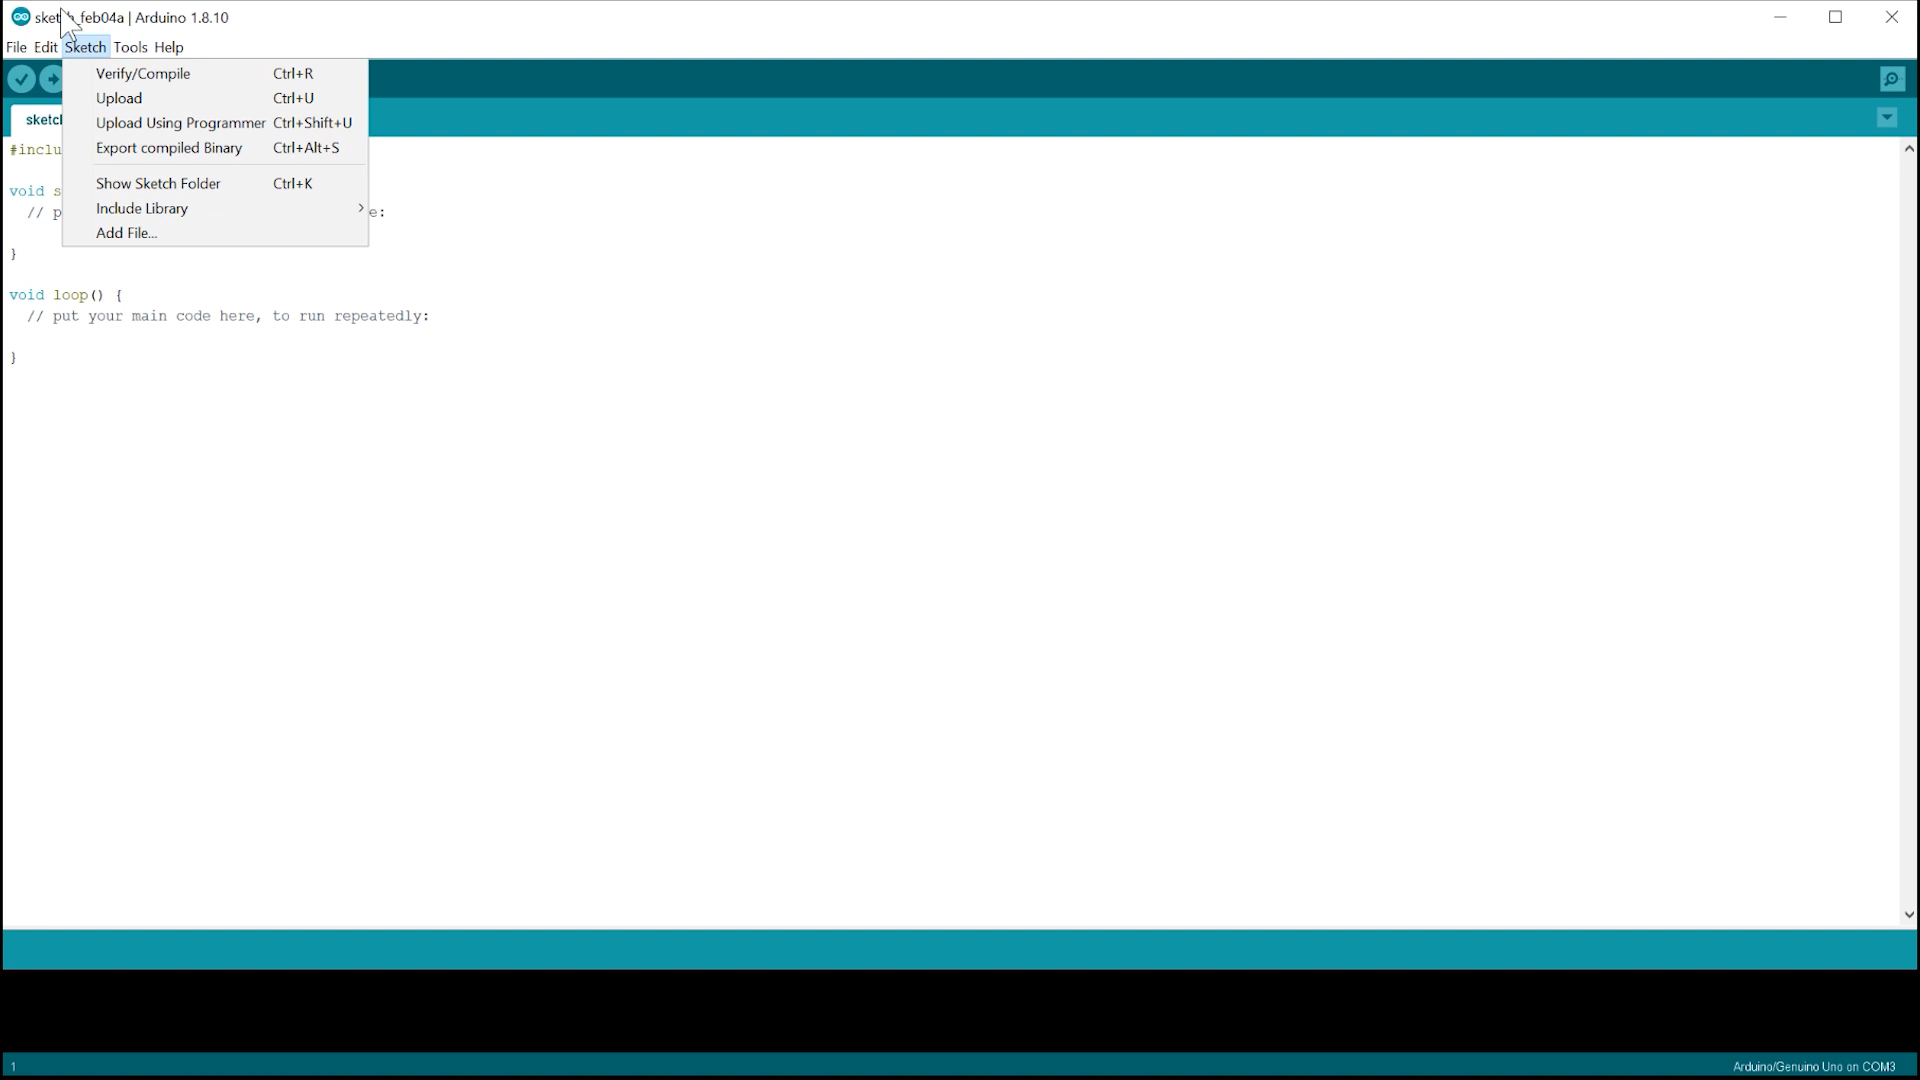 sketch_feb04a | Arduino 1.8.10
File Edit Sketch Tools Help
Verify/Compile Ctrl+R
Upload Ctrl+U
Upload Using Programmer Ctrl+Shift+U
Export compiled Binary Ctrl+Alt+S
Show Sketch Folder Ctrl+K
Include Library >
Add File...
sketc
#inclu
void s
// p e:
}
void loop() {
// put your main code here, to run repeatedly:
}
1
Arduino/Genuino Uno on COM3